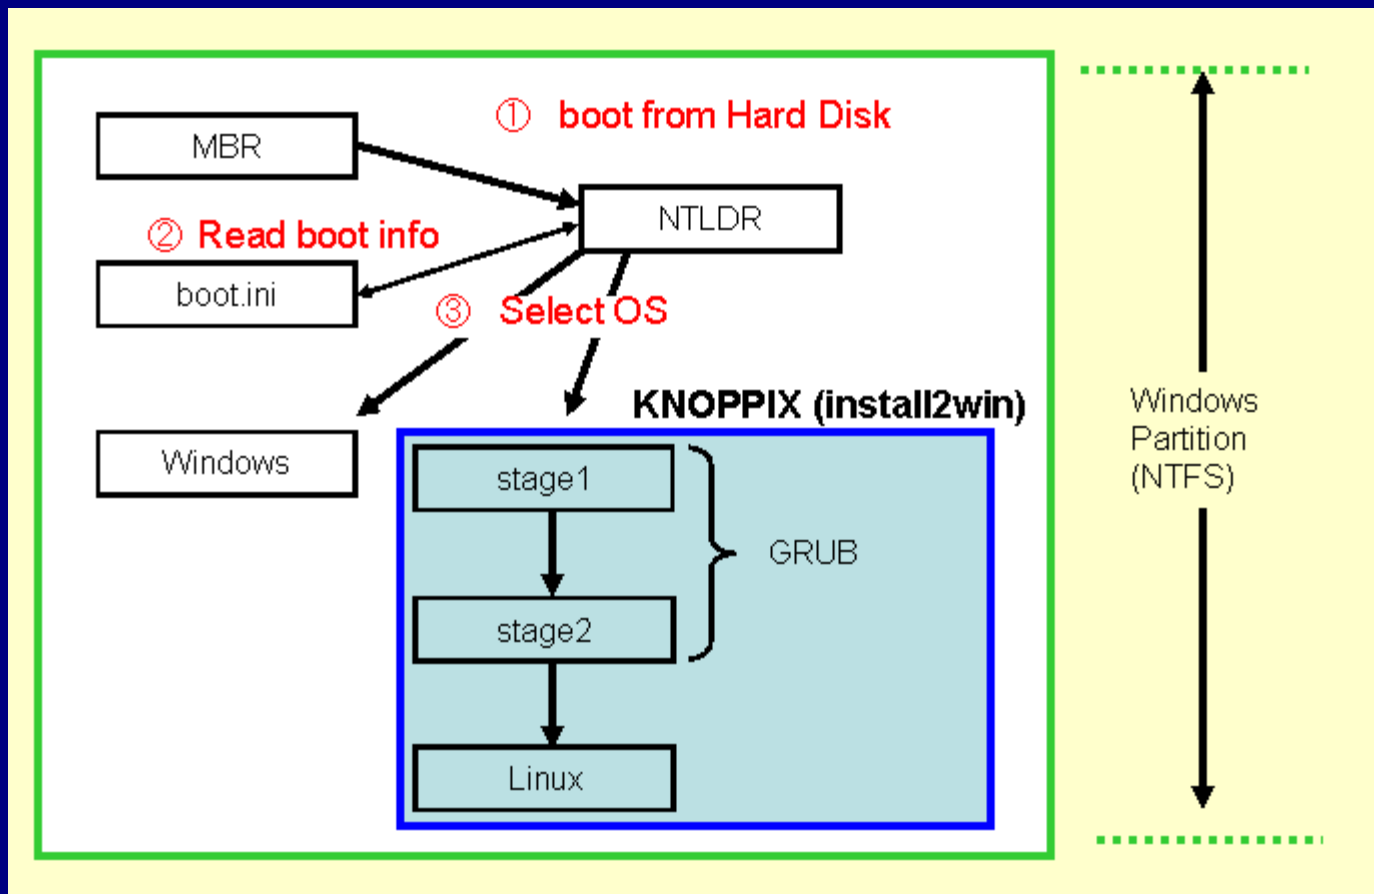 ① boot from Hard Disk
MBR
NTLDR
② Read boot info
boot.ini
③ Select OS
KNOPPIX (install2win)
Windows
Partition
(NTFS)
Windows
stage1
GRUB
stage2
Linux